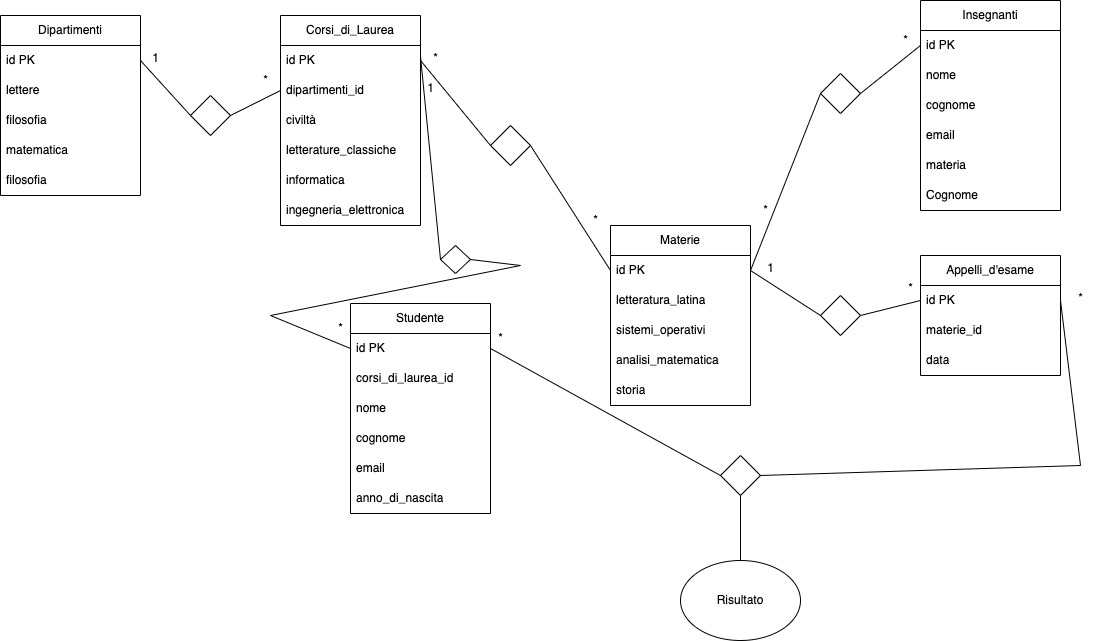 Dipartimenti
id PK
lettere
filosofia
matematica
filosofia
1
*
Corsi_di_Laurea
id PK
dipartimenti_id
civiltà
letterature_classiche
informatica
ingegneria_elettronica
*
1
*
Insegnanti
id PK
nome
cognome
email
materia
Cognome
*
*
Materie
id PK
letteratura_latina
sistemi_operativi
analisi_matematica
storia
1
*
Appelli_d'esame
id PK
materie_id
data
*
*
Studente
id PK
corsi_di_laurea_id
nome
cognome
email
anno_di_nascita
*
Risultato